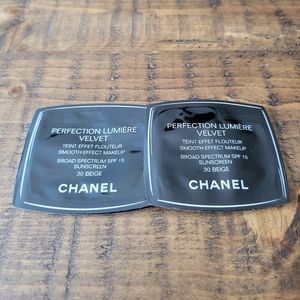 PERFECTION LUMIÈRE
VELVET
TEINT EFFET FLOUTEUR
SMOOTH EFFECT MAKEUP
BROAD SPECTRUM SPF 15
SUNSCREEN
30 BEIGE
CHANEL
PERFECTION LUMIÈRE
VELVET
TEINT EFFET FLOUTEUR
SMOOTH EFFECT MAKEUP
BROAD SPECTRUM SPF 15
SUNSCREEN
30 BEIGE
CHANEL